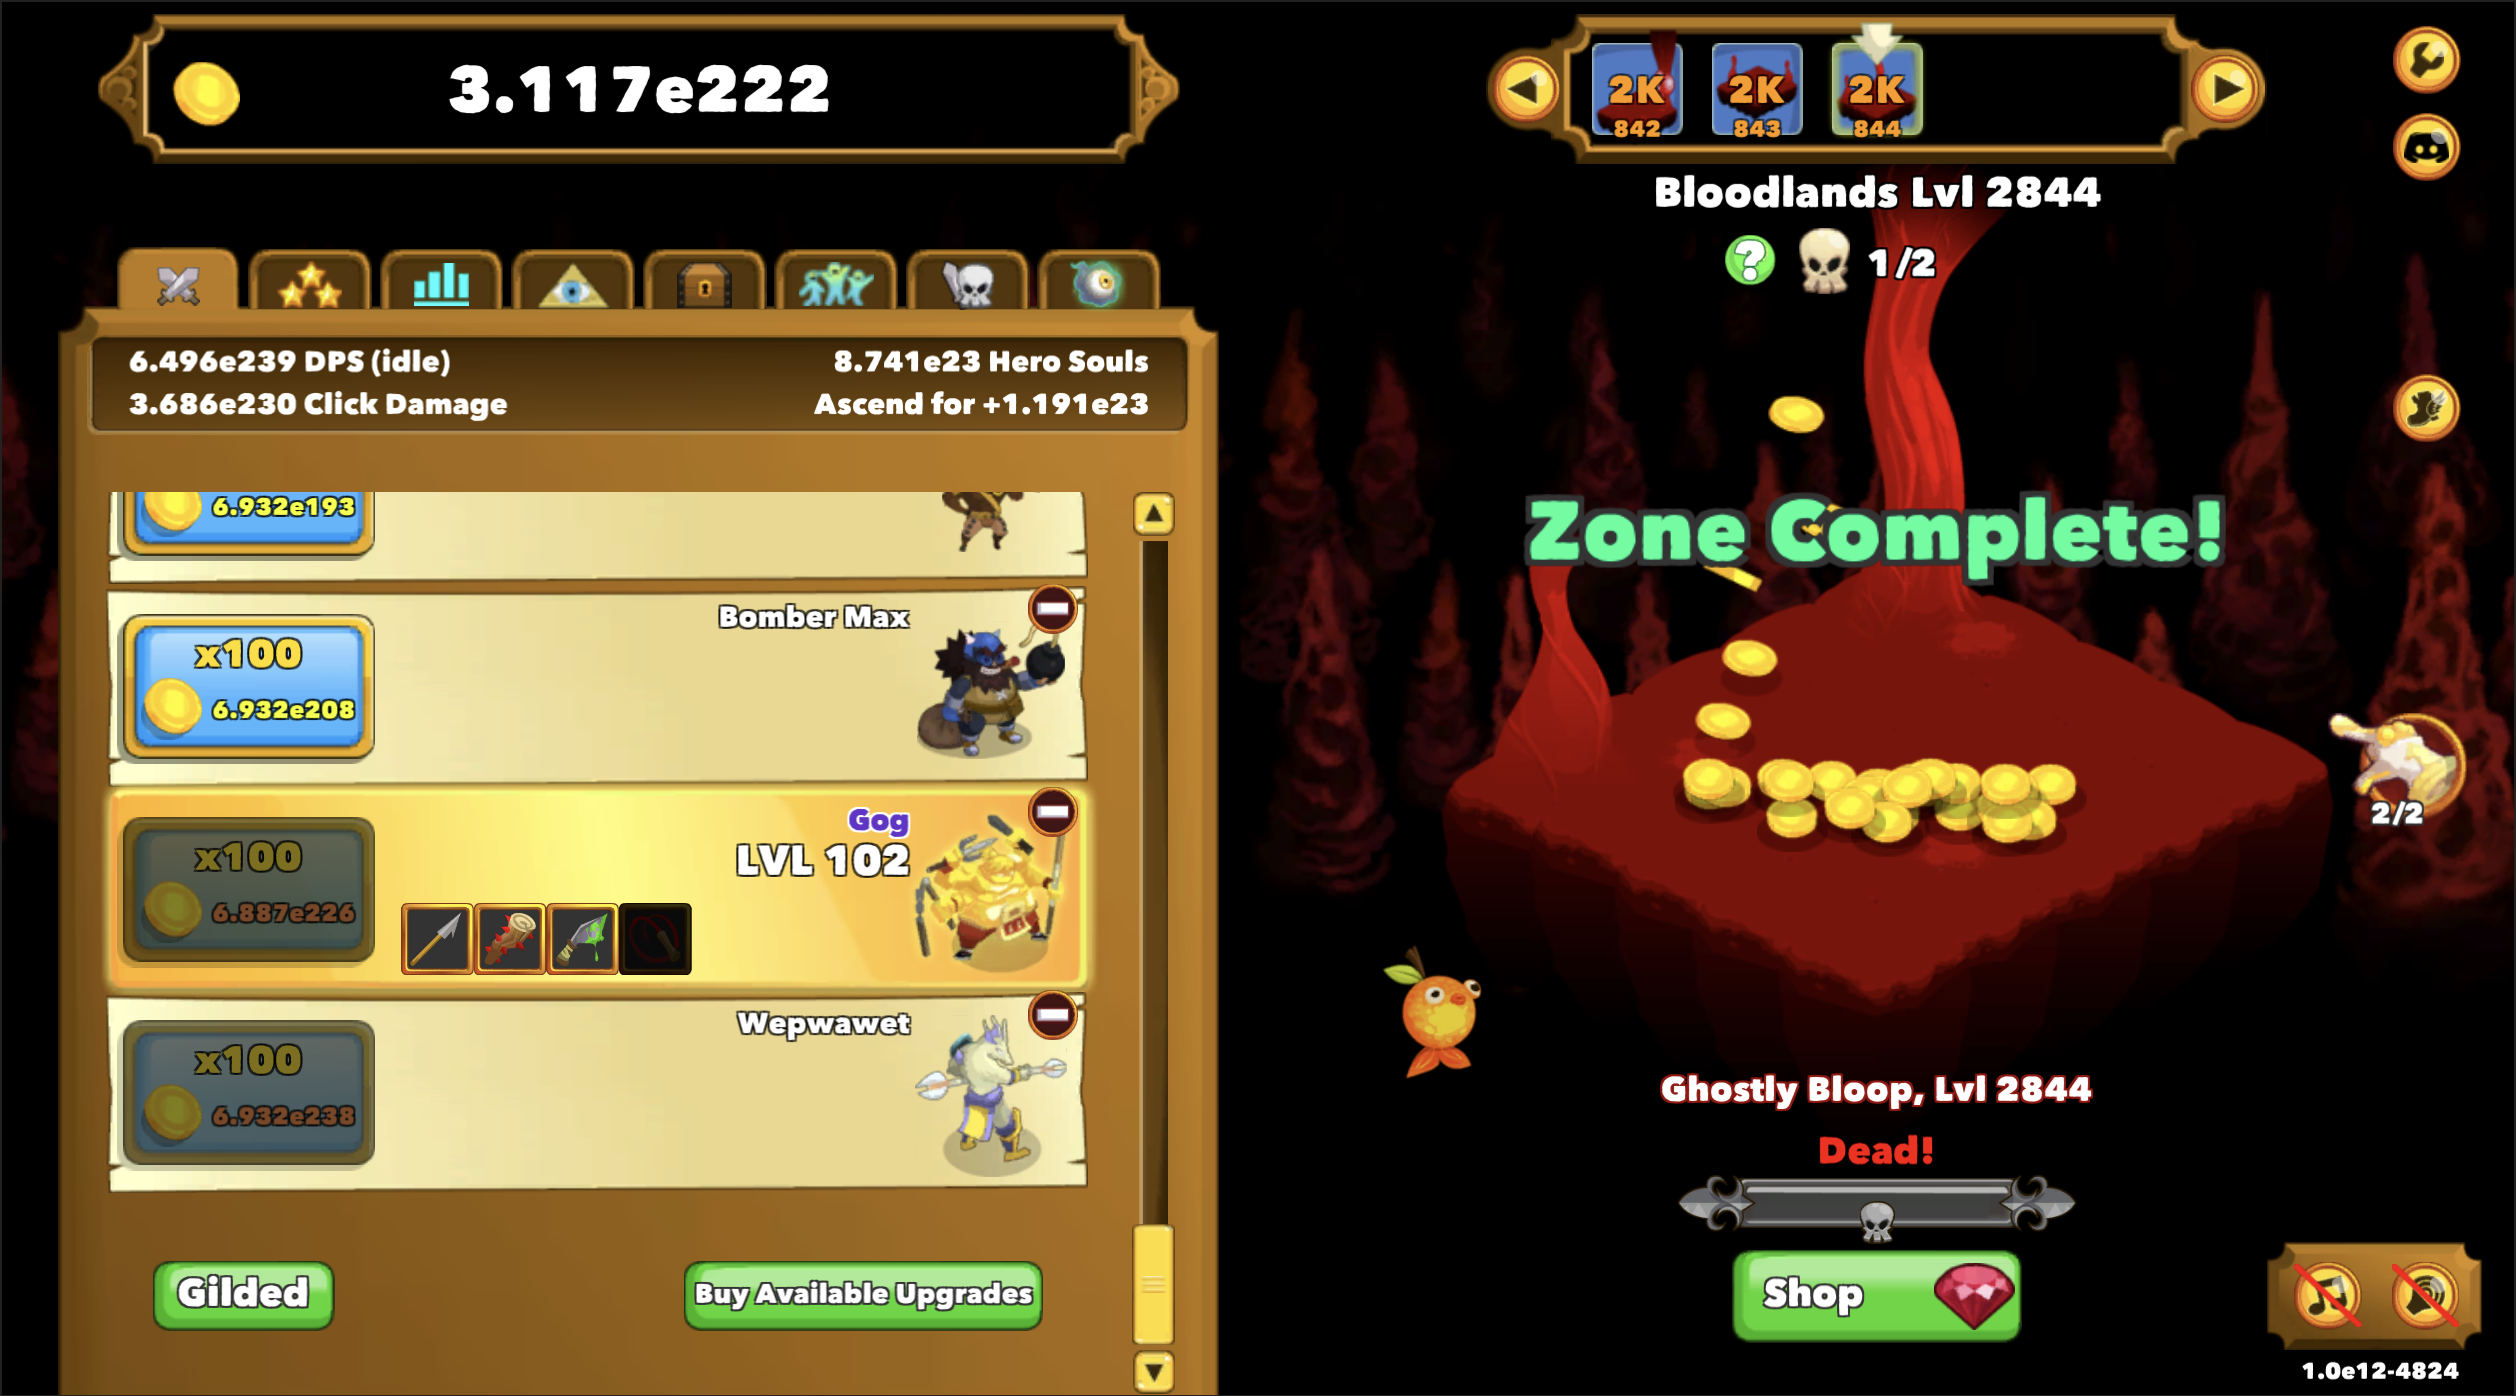 3.117e222
2K
842
2K
843
2K
844
Bloodlands Lvl 2844
1/2
6.496e239 DPS (idle)
8.741e23 Hero Souls
3.686e230 Click Damage
Ascend for +1.191e23
6.932e193
Zone Complete!
Bomber Max
x100
6.932e208
Gog
LVL 102
x100
6.887e226
2/2
Wepwawet
x100
6.932e238
Ghostly Bloop, Lvl 2844
Dead!
Gilded
Buy Available Upgrades
Shop
1.0e12-4824